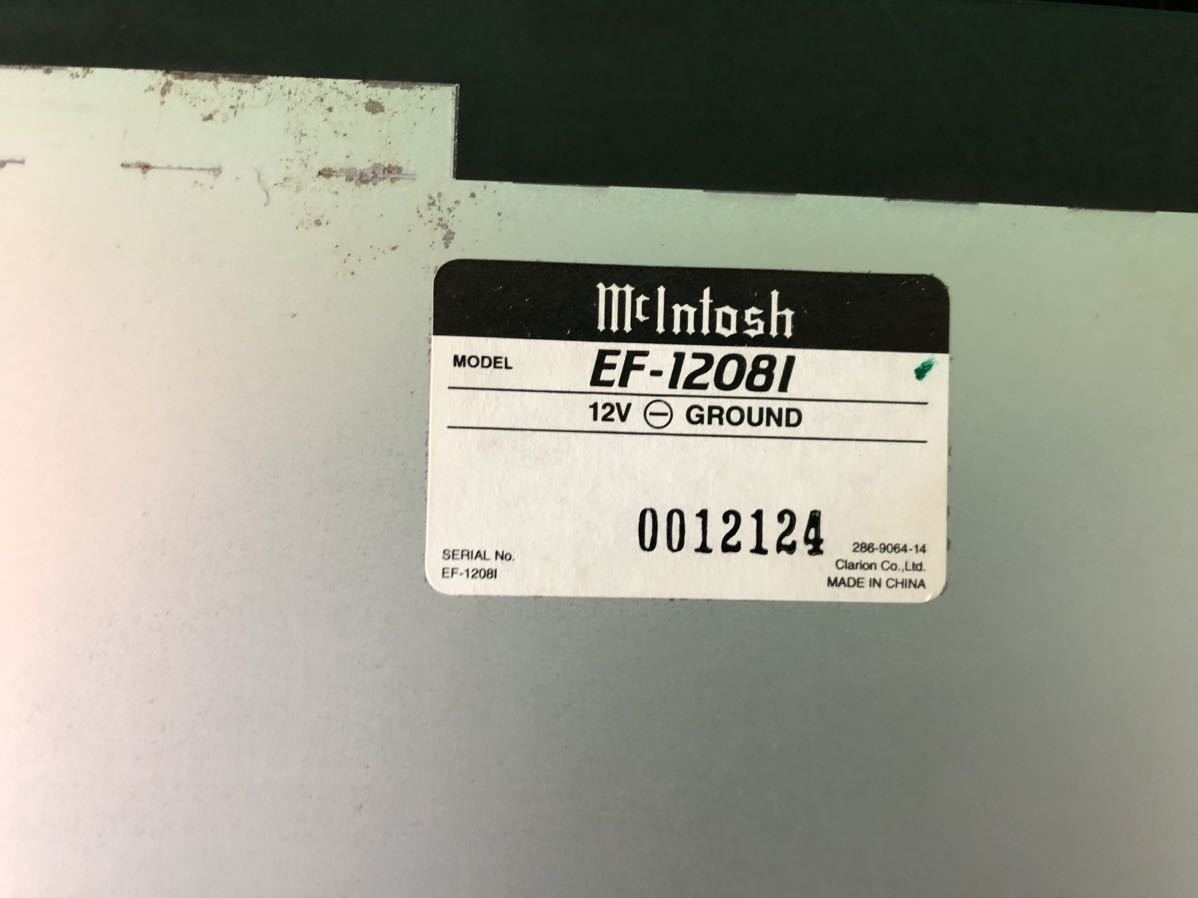 McIntosh
MODEL EF-1208I
12V ⊖ GROUND
0012124
SERIAL No.
EF-1208I
286-9064-14
Clarion Co.,Ltd.
MADE IN CHINA